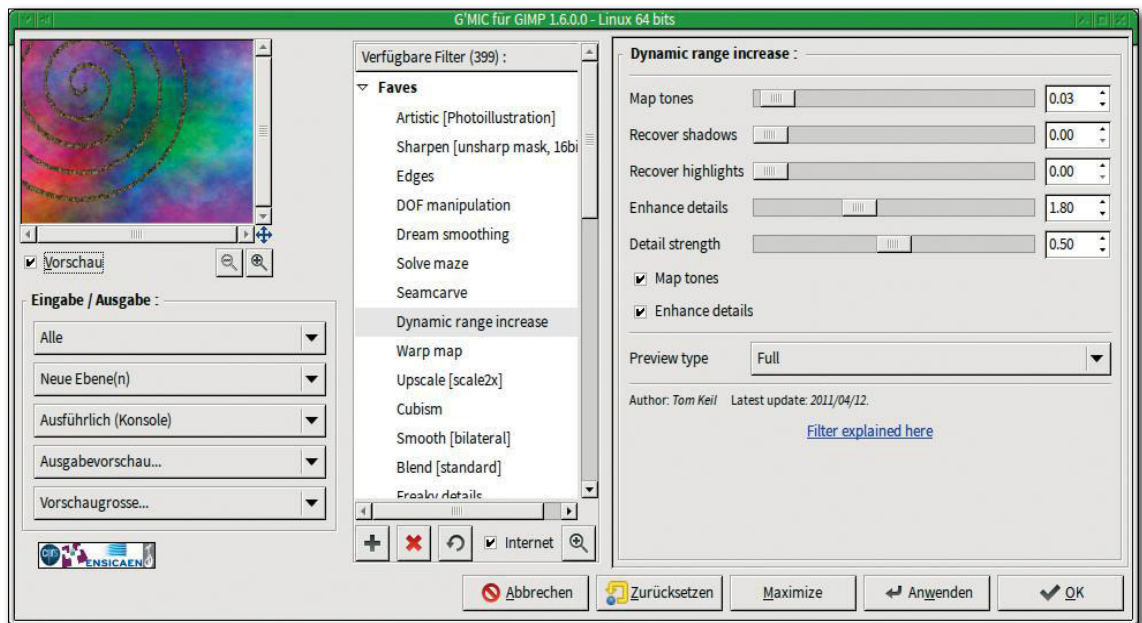 G'MIC für GIMP 1.6.0.0 - Linux 64 bits
Vorschau
Eingabe / Ausgabe :
Alle
Neue Ebene(n)
Ausführlich (Konsole)
Ausgabevorschau...
Vorschaugrosse...
ENSICAEN
Verfügbare Filter (399) :
Faves
Artistic [Photoillustration]
Sharpen [unsharp mask, 16bi
Edges
DOF manipulation
Dream smoothing
Solve maze
Seamcarve
Dynamic range increase
Warp map
Upscale [scale2x]
Cubism
Smooth [bilateral]
Blend [standard]
Freaky details
Internet
Dynamic range increase :
Map tones 0.03
Recover shadows 0.00
Recover highlights 0.00
Enhance details 1.80
Detail strength 0.50
Map tones
Enhance details
Preview type Full
Author: Tom Keil Latest update: 2011/04/12.
Filter explained here
Abbrechen
Zurücksetzen
Maximize
Anwenden
OK